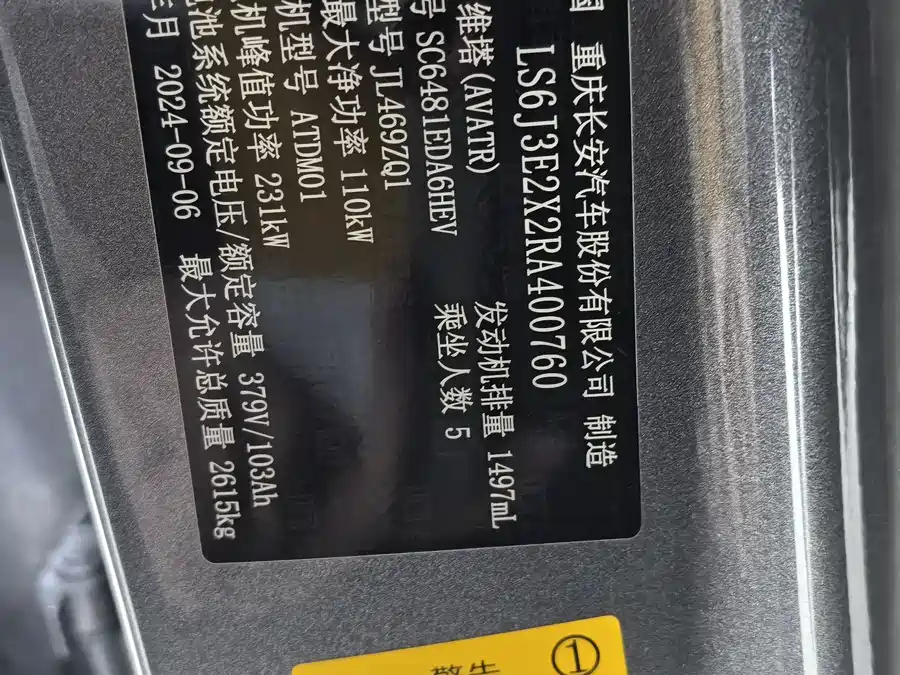 国 重庆长安汽车股份有限公司 制造
LS6J3E2X2RA400760
维塔(AVATR)
号 SC6481EDA6HEV 发动机排量 1497mL
型号 JL469ZQ1 乘坐人数 5
最大净功率 110kW
机型号 ATDM01
机峰值功率 231kW
池系统额定电压/额定容量 379V/103Ah
年月 2024-09-06 最大允许总质量 2615kg
警告 ①